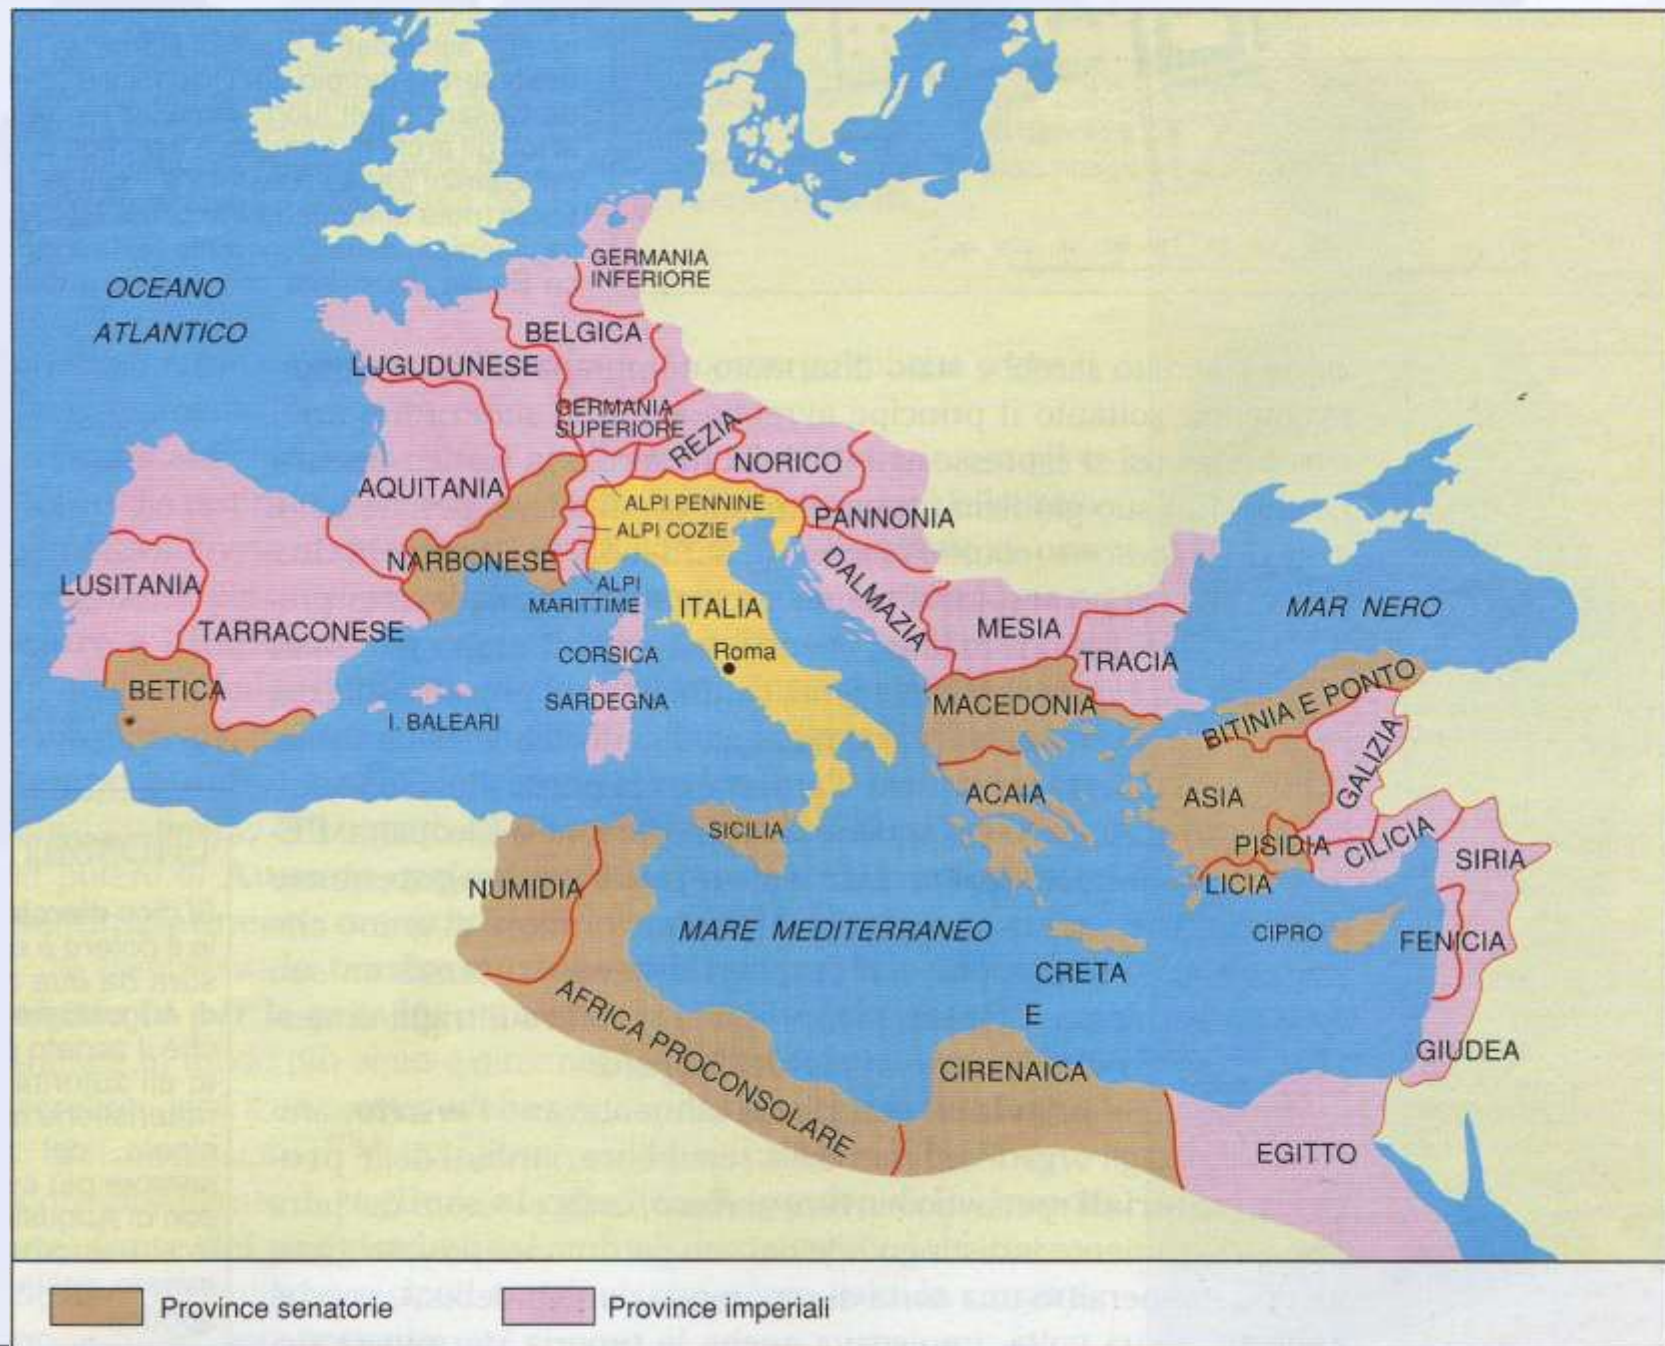 GERMANIA
INFERIORE
OCEANO
ATLANTICO
BELGICA
LUGUDUNESE
GERMANIA
SUPERIORE
REZIA
NORICO
AQUITANIA
ALPI PENNINE
PANNONIA
ALPI COZIE
NARBONESE
LUSITANIA
ALPI
MARITTIME
ITALIA
DALMAZIA
MAR NERO
TARRACONESE
MESIA
CORSICA
Roma
TRACIA
BETICA
SARDEGNA
MACEDONIA
I. BALEARI
BITINIA E PONTO
GALIZIA
ACAIA
ASIA
SICILIA
PISIDIA
CILICIA
SIRIA
NUMIDIA
LICIA
MARE MEDITERRANEO
CIPRO
FENICIA
CRETA
E
CIRENAICA
AFRICA PROCONSOLARE
GIUDEA
EGITTO
Province senatorie
Province imperiali